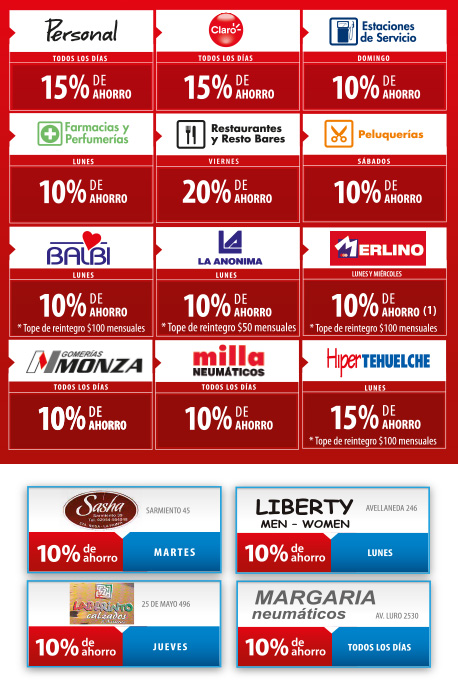 Personal
TODOS LOS DÍAS
15% DE AHORRO
Claro
TODOS LOS DÍAS
15% DE AHORRO
Estaciones
de Servicio
DOMINGO
10% DE AHORRO
Farmacias y
Perfumerías
LUNES
10% DE AHORRO
Restaurantes
y Resto Bares
VIERNES
20% DE AHORRO
Peluquerías
SÁBADOS
10% DE AHORRO
BALBI
LUNES
10% DE AHORRO
* Tope de reintegro $100 mensuales
LA ANONIMA
LUNES
10% DE AHORRO
* Tope de reintegro $50 mensuales
MERLINO
LUNES Y MIÉRCOLES
10% DE AHORRO (1)
* Tope de reintegro $100 mensuales
GOMERÍAS
MONZA
TODOS LOS DÍAS
10% DE AHORRO
milla
NEUMÁTICOS
TODOS LOS DÍAS
10% DE AHORRO
HiperTEHUELCHE
LUNES
15% DE AHORRO
* Tope de reintegro $100 mensuales
Sasha
Sarmiento 39
SARMIENTO 45
10% de ahorro
MARTES
LIBERTY
MEN - WOMEN
AVELLANEDA 246
10% de ahorro
LUNES
LABERINTO
calzados
25 DE MAYO 496
10% de ahorro
JUEVES
MARGARIA
neumáticos
AV. LURO 2530
10% de ahorro
TODOS LOS DÍAS